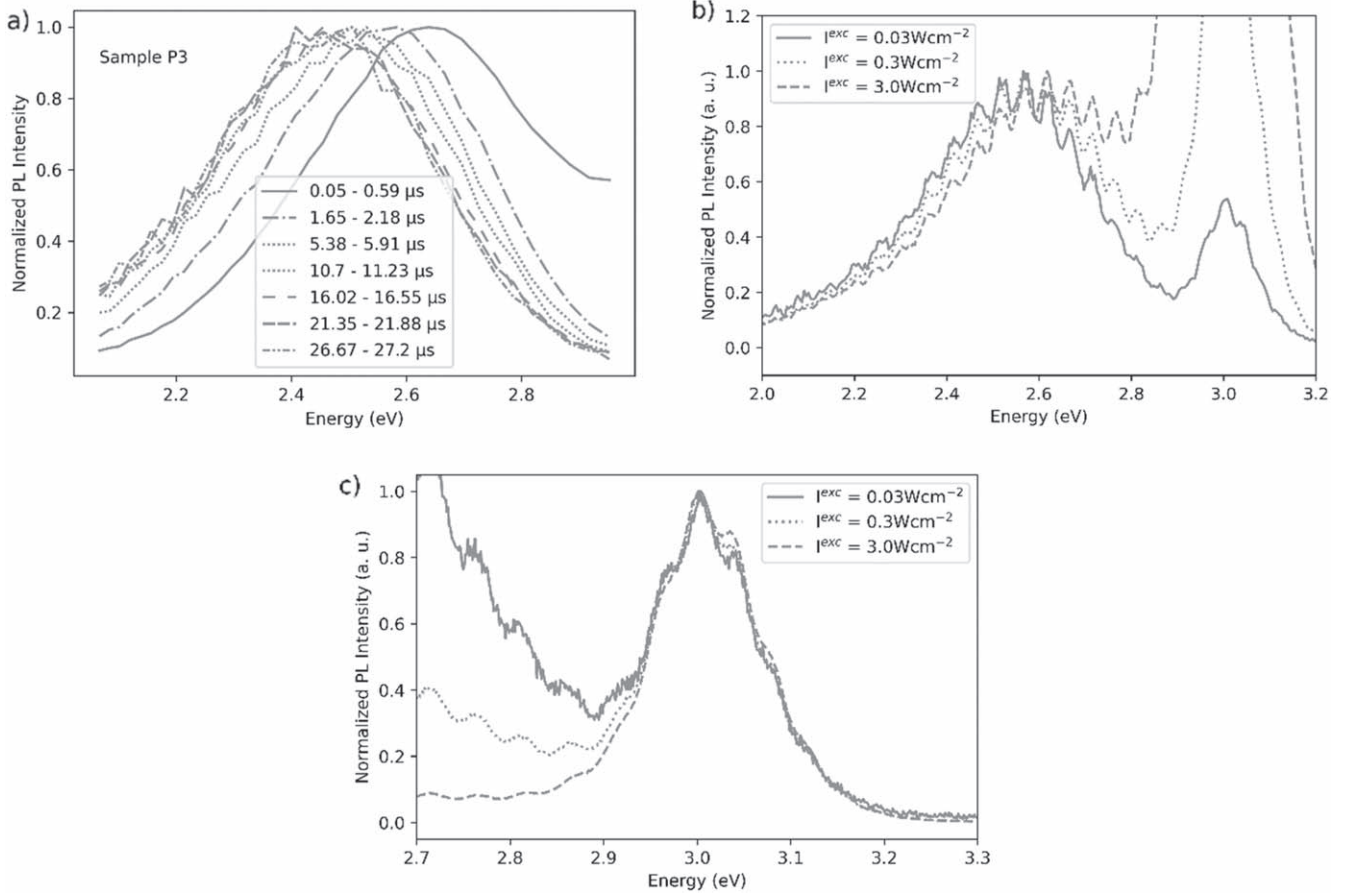 a)
Sample P3
Normalized PL Intensity
1.0
0.8
0.6
0.4
0.2
0.05 - 0.59 µs
1.65 - 2.18 µs
5.38 - 5.91 µs
10.7 - 11.23 µs
16.02 - 16.55 µs
21.35 - 21.88 µs
26.67 - 27.2 µs
2.2 2.4 2.6 2.8
Energy (eV)
b)
Normalized PL Intensity (a. u.)
1.2
1.0
0.8
0.6
0.4
0.2
0.0
I^exc = 0.03Wcm⁻²
I^exc = 0.3Wcm⁻²
I^exc = 3.0Wcm⁻²
2.0 2.2 2.4 2.6 2.8 3.0 3.2
Energy (eV)
c)
Normalized PL Intensity (a. u.)
1.0
0.8
0.6
0.4
0.2
0.0
I^exc = 0.03Wcm⁻²
I^exc = 0.3Wcm⁻²
I^exc = 3.0Wcm⁻²
2.7 2.8 2.9 3.0 3.1 3.2 3.3
Energy (eV)